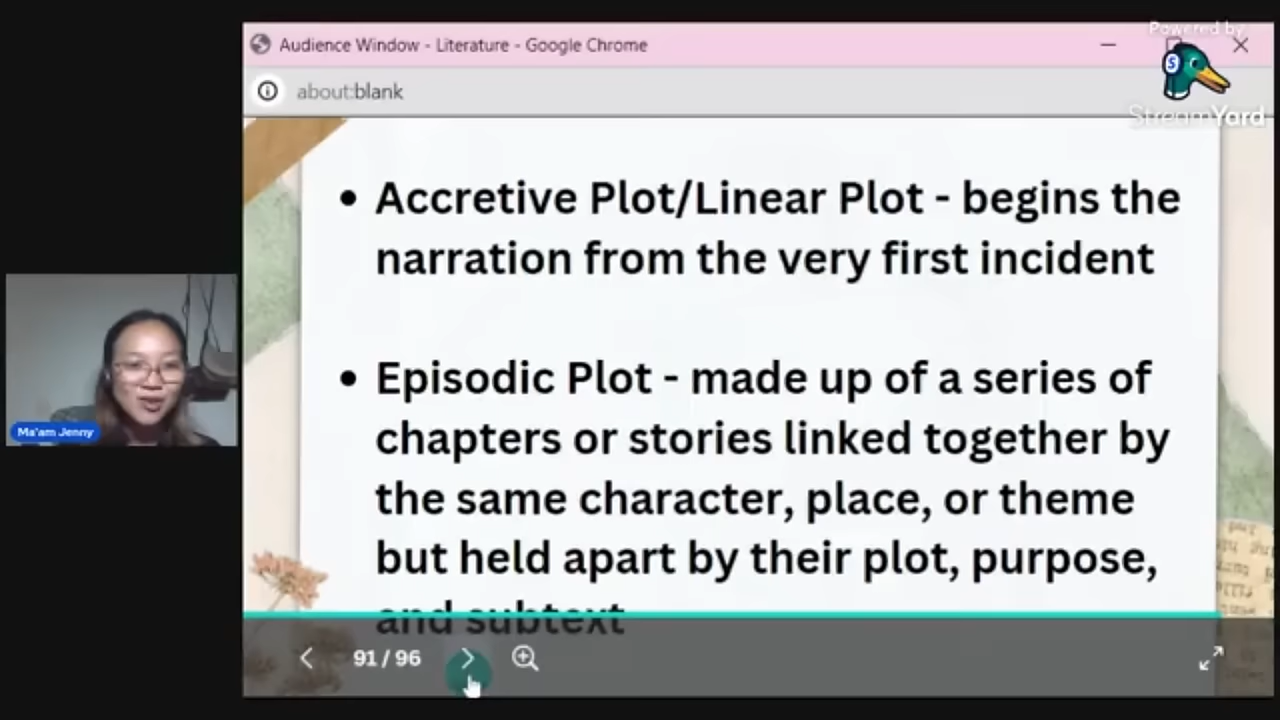 Audience Window - Literature - Google Chrome
Powered by
about:blank
StreamYard
• Accretive Plot/Linear Plot - begins the
narration from the very first incident
• Episodic Plot - made up of a series of
chapters or stories linked together by
the same character, place, or theme
but held apart by their plot, purpose,
and subtext
Ma'am Jenny
91 / 96